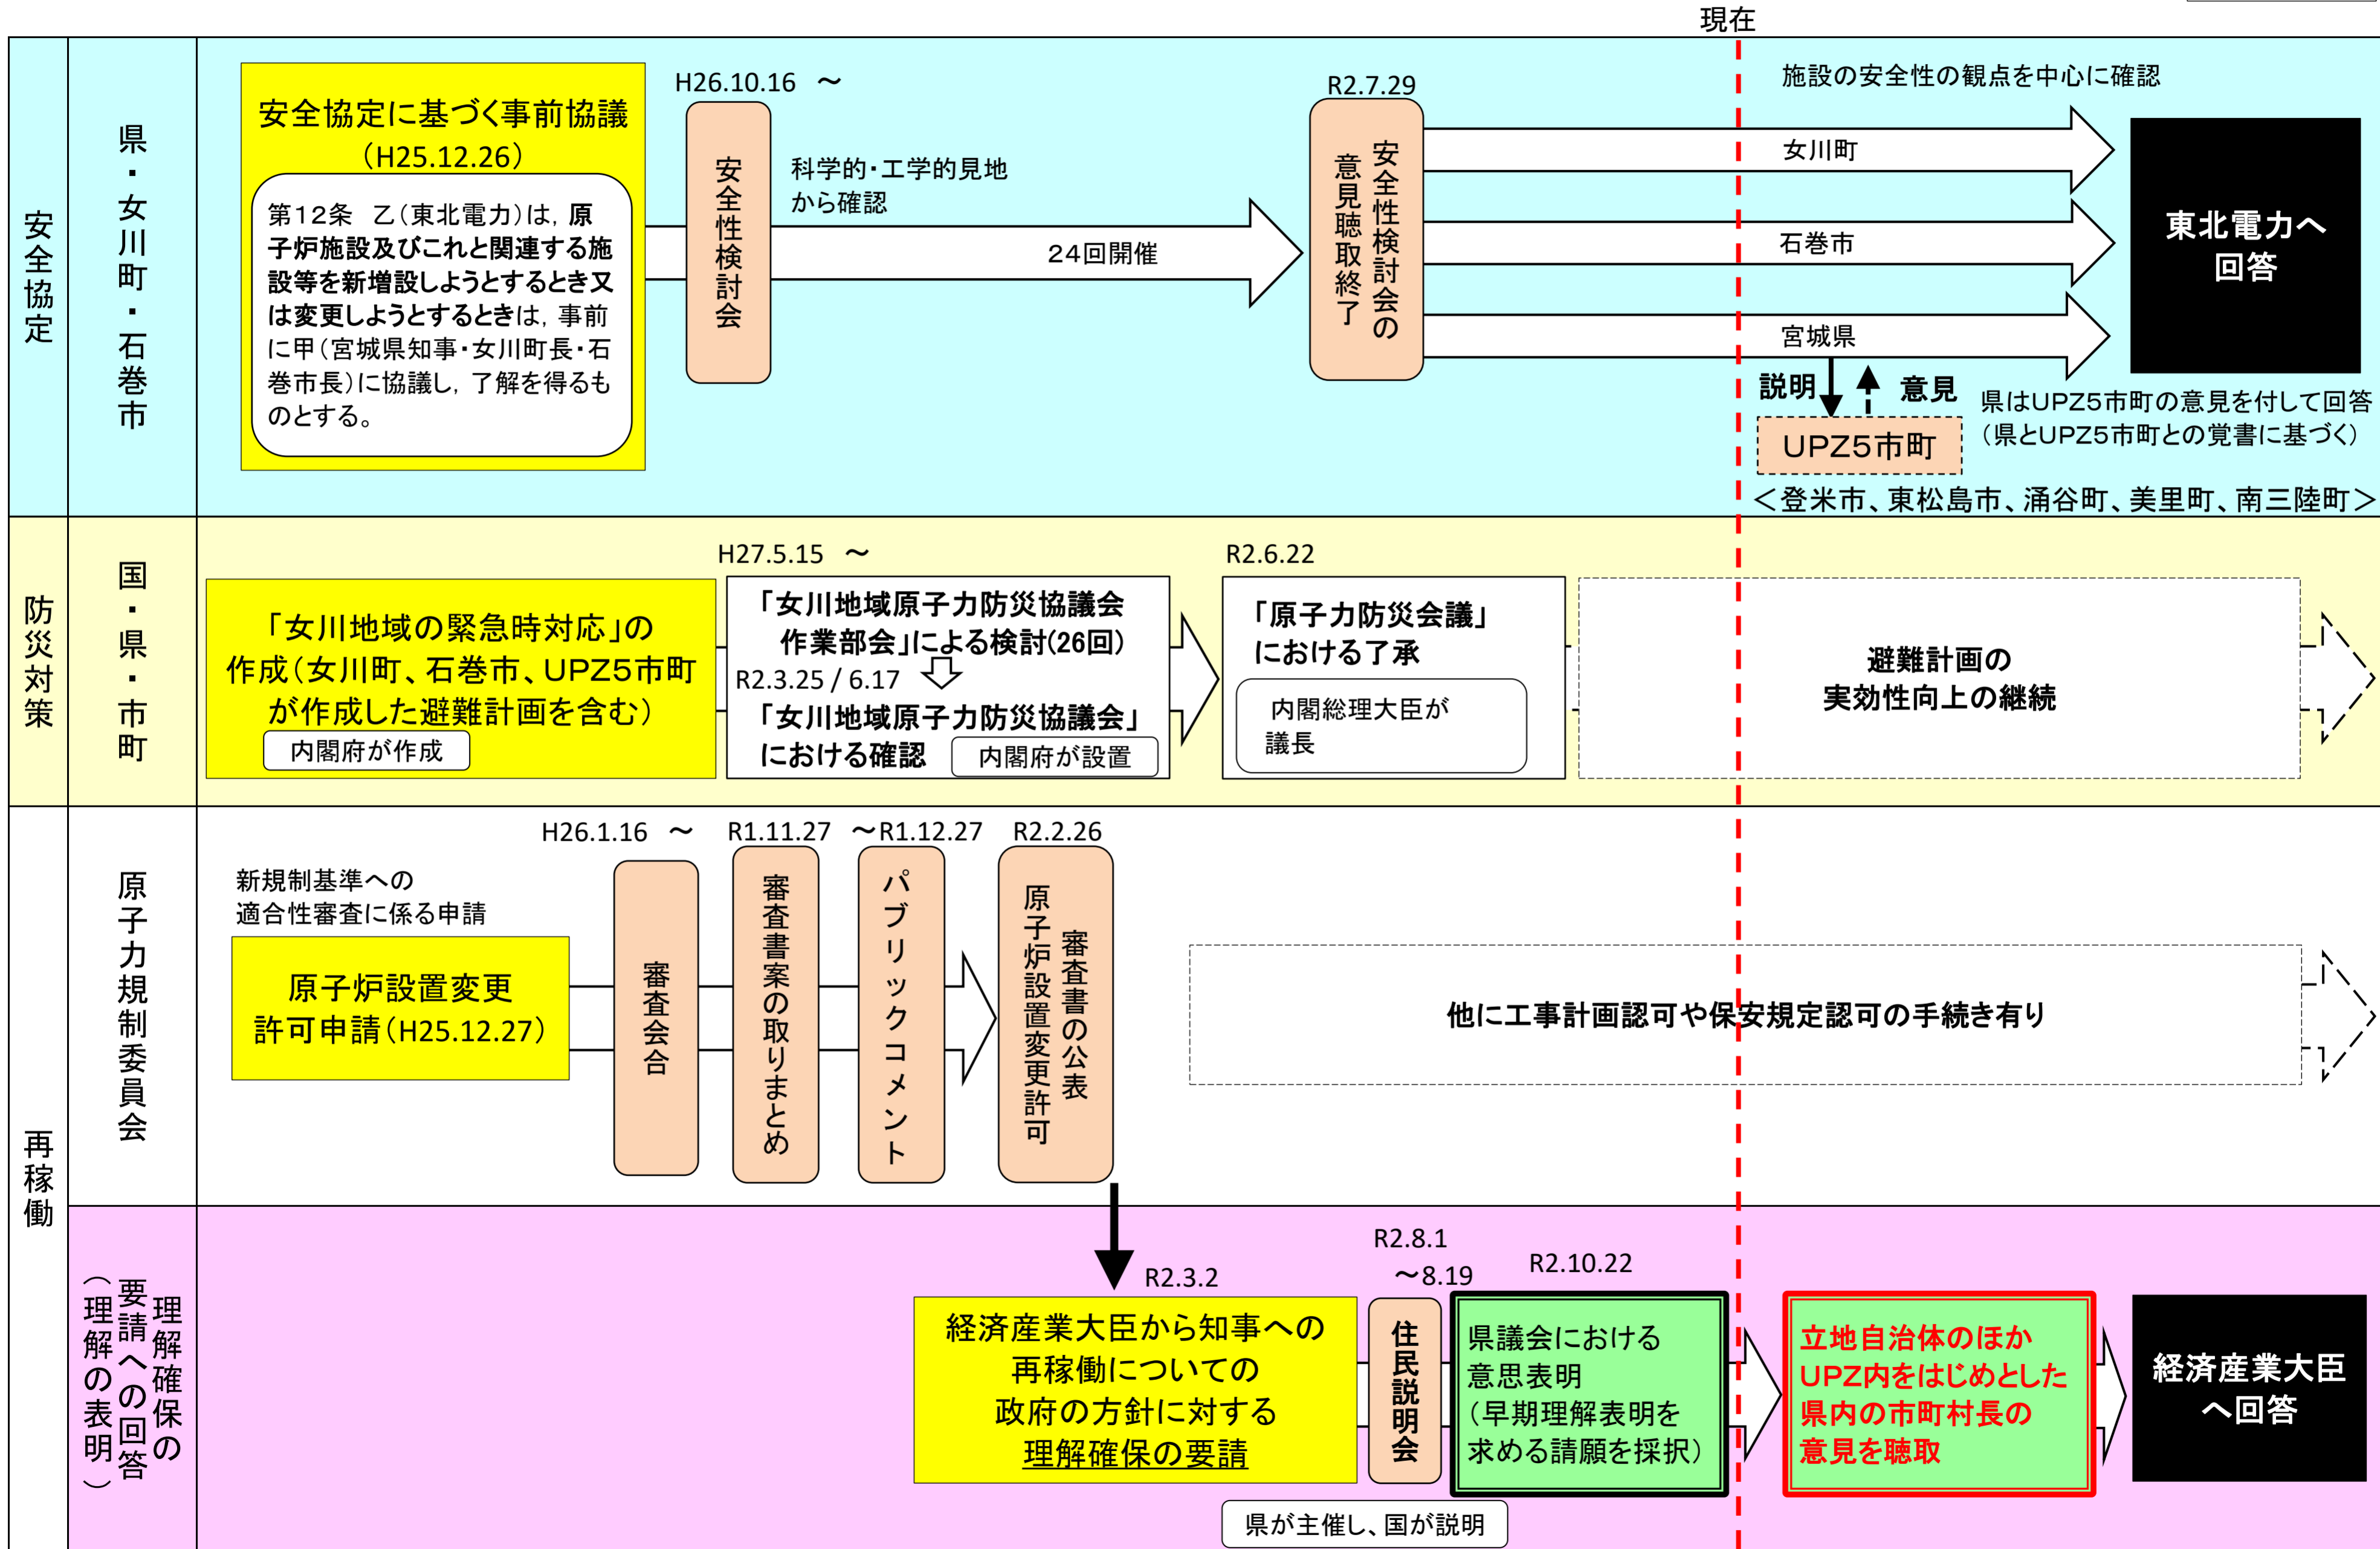 現在
安全協定
県・女川町・石巻市
安全協定に基づく事前協議
（H25.12.26）
第１２条　乙（東北電力）は，原
子炉施設及びこれと関連する施
設等を新増設しようとするとき又
は変更しようとするときは，事前
に甲（宮城県知事・女川町長・石
巻市長）に協議し，了解を得るも
のとする。
H26.10.16　～
安全性検討会
科学的・工学的見地
から確認
２４回開催
R2.7.29
安全性検討会の
意見聴取終了
施設の安全性の観点を中心に確認
女川町
石巻市
宮城県
東北電力へ
回答
説明
意見
UPZ５市町
県はUPZ５市町の意見を付して回答
（県とUPZ５市町との覚書に基づく）
＜登米市、東松島市、涌谷町、美里町、南三陸町＞
防災対策
国・県・市町
「女川地域の緊急時対応」の
作成（女川町、石巻市、UPZ５市町
が作成した避難計画を含む）
内閣府が作成
H27.5.15　～
「女川地域原子力防災協議会
作業部会」による検討(26回）
R2.3.25 / 6.17
「女川地域原子力防災協議会」
における確認
内閣府が設置
R2.6.22
「原子力防災会議」
における了承
内閣総理大臣が
議長
避難計画の
実効性向上の継続
再稼働
原子力規制委員会
新規制基準への
適合性審査に係る申請
原子炉設置変更
許可申請（H25.12.27）
H26.1.16　～
審査会合
R1.11.27　～R1.12.27
審査書案の取りまとめ
パブリックコメント
R2.2.26
審査書の公表
原子炉設置変更許可
他に工事計画認可や保安規定認可の手続き有り
理解確保の
要請への回答
（理解の表明）
R2.3.2
経済産業大臣から知事への
再稼働についての
政府の方針に対する
理解確保の要請
R2.8.1
～8.19
住民説明会
県が主催し、国が説明
R2.10.22
県議会における
意思表明
（早期理解表明を
求める請願を採択）
立地自治体のほか
UPZ内をはじめとした
県内の市町村長の
意見を聴取
経済産業大臣
へ回答